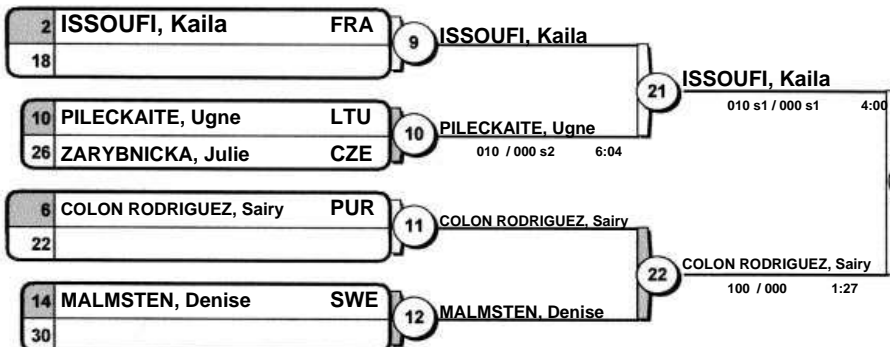 2 ISSOUFI, Kaila FRA
18
9
ISSOUFI, Kaila
10 PILECKAITE, Ugne LTU
26 ZARYBNICKA, Julie CZE
10
PILECKAITE, Ugne
010 / 000 s2 6:04
21
ISSOUFI, Kaila
010 s1 / 000 s1 4:00
6 COLON RODRIGUEZ, Sairy PUR
22
11
COLON RODRIGUEZ, Sairy
14 MALMSTEN, Denise SWE
30
12
MALMSTEN, Denise
22
COLON RODRIGUEZ, Sairy
100 / 000 1:27